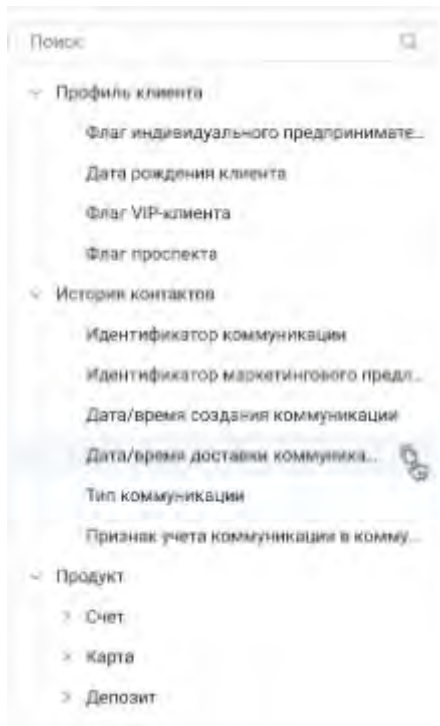 Поиск
Профиль клиента
Флаг индивидуального предпринимате...
Дата рождения клиента
Флаг VIP-клиента
Флаг проспекта
История контактов
Идентификатор коммуникации
Идентификатор маркетингового предл...
Дата/время создания коммуникации
Дата/время доставки коммуника...
Тип коммуникации
Признак учета коммуникации в комму...
Продукт
Счет
Карта
Депозит